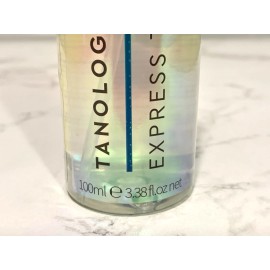 TANOLOG
EXPRESS
100ml e 3.38 fl.oz net